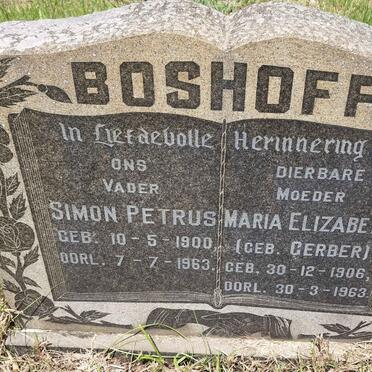 BOSHOFF
In Liefdevolle Herinnering
ONS
VADER
SIMON PETRUS
GEB. 10-5-1900.
OORL. 7-7-1963.
DIERBARE
MOEDER
MARIA ELIZABE
(GEB. GERBER)
GEB. 30-12-1906.
OORL. 30-3-1963